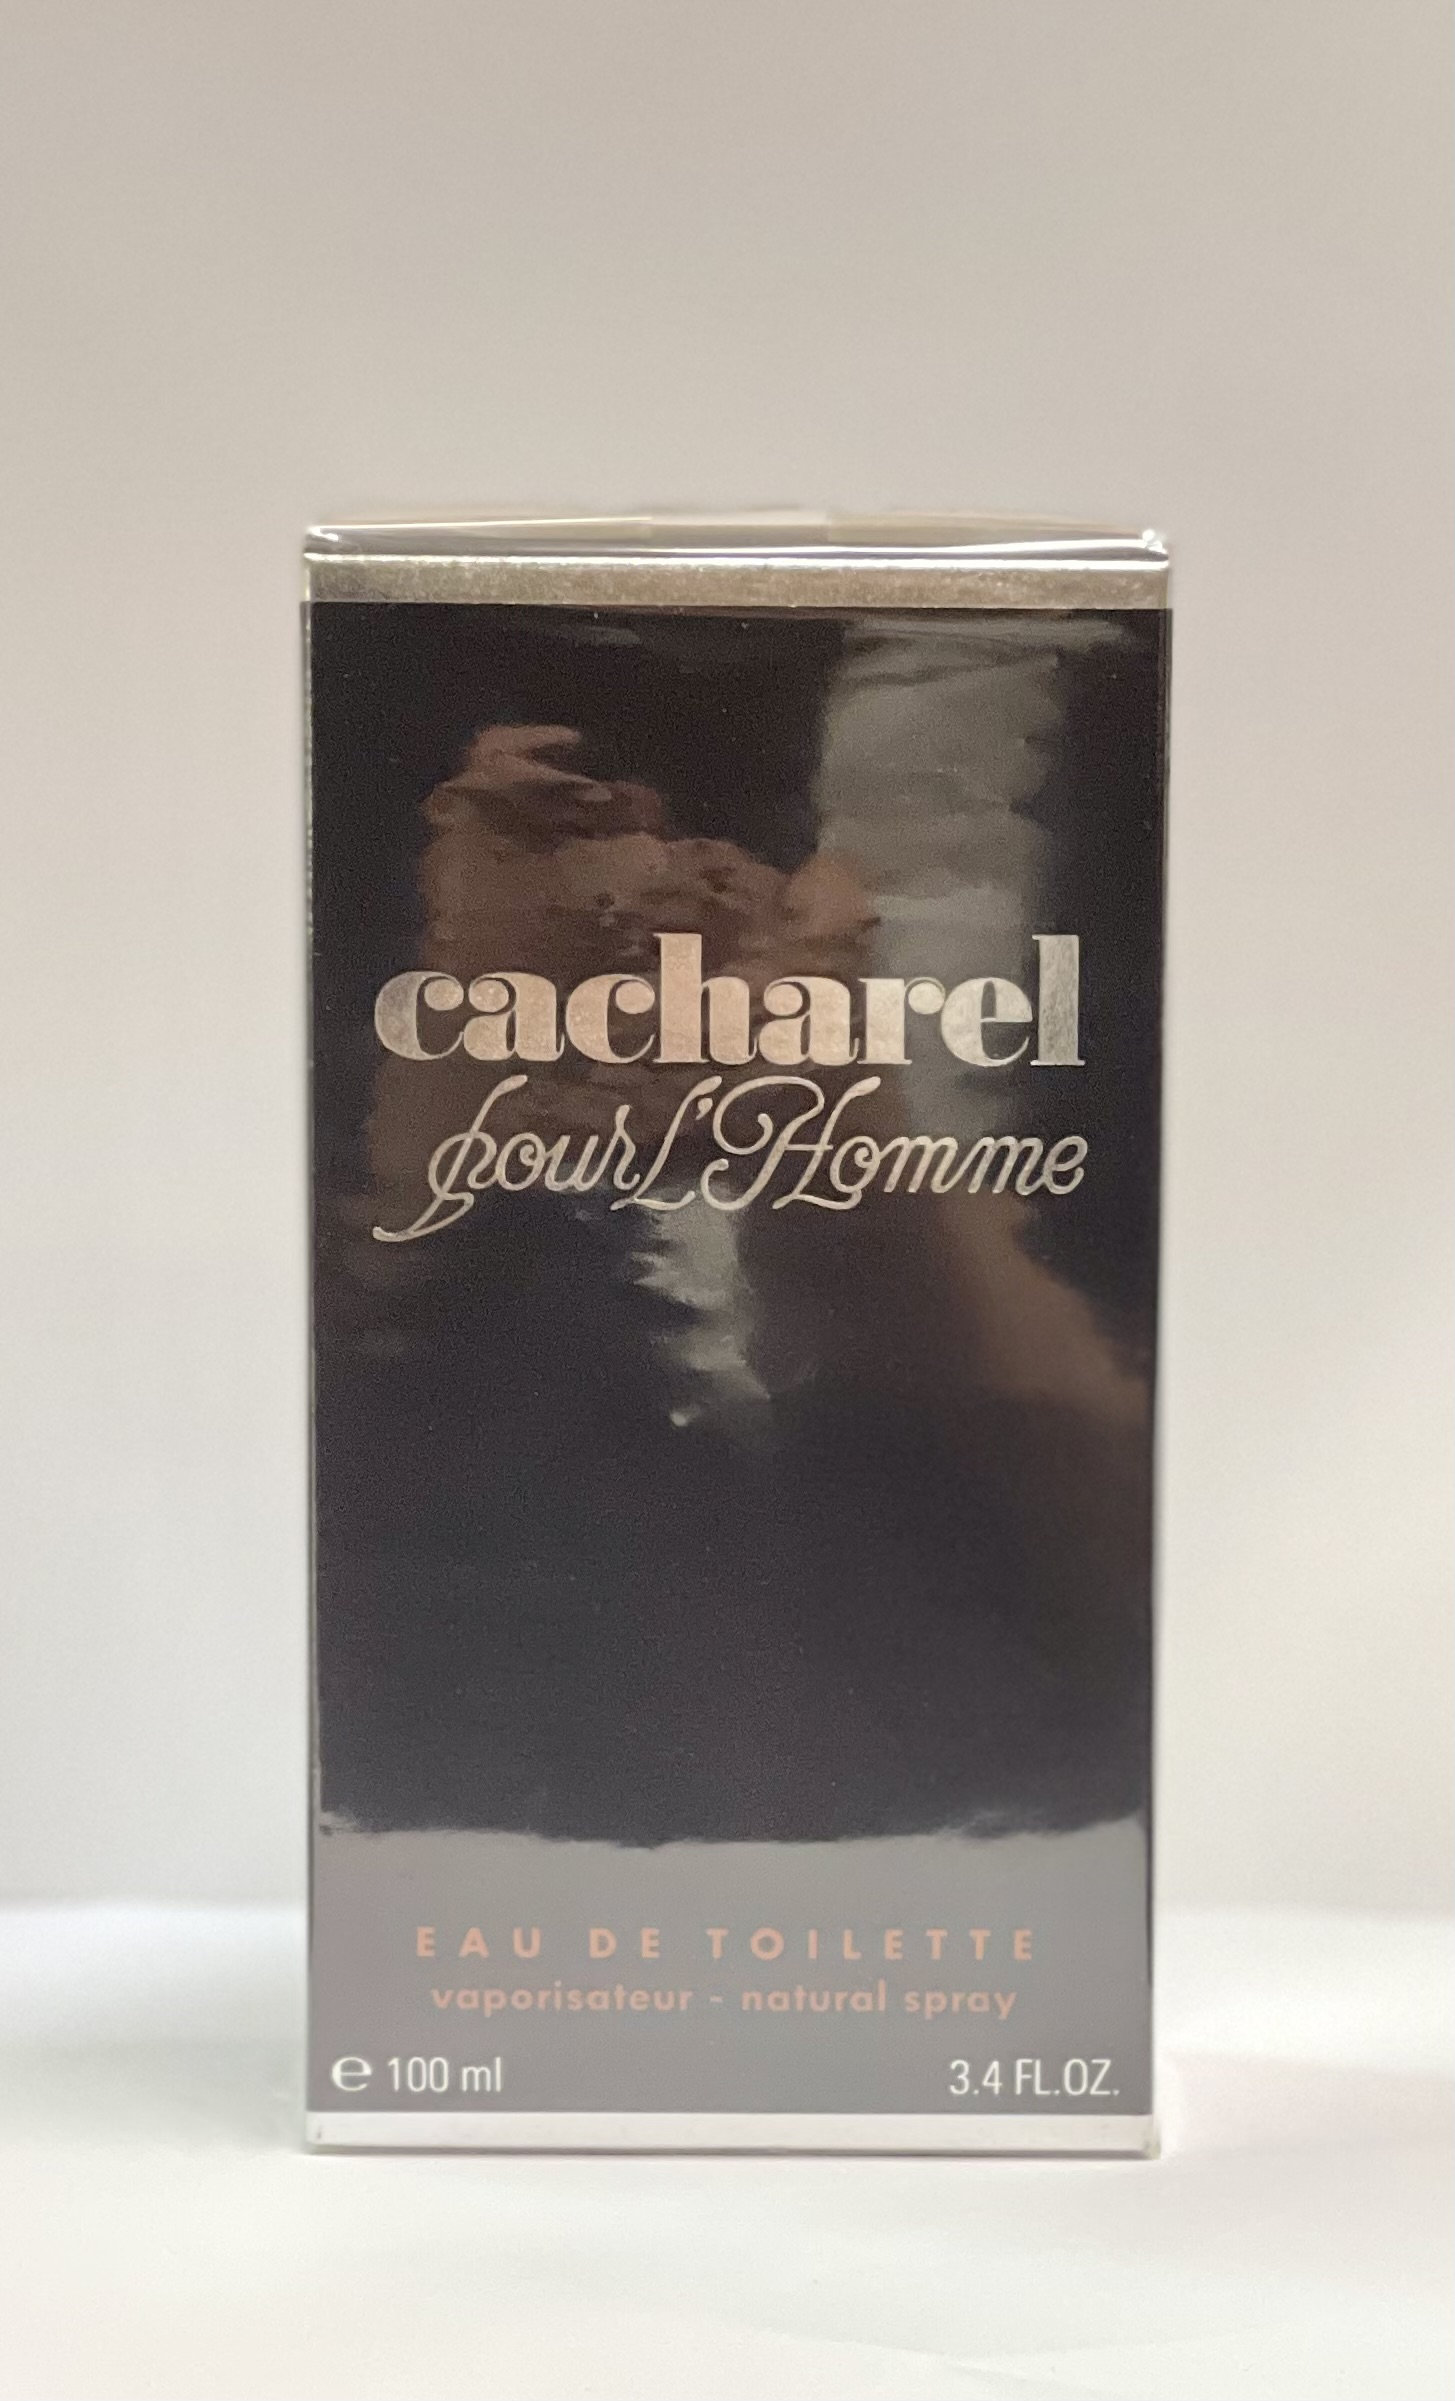 cacharel
pour L'Homme
EAU DE TOILETTE
vaporisateur - natural spray
℮ 100 ml 3.4 FL.OZ.